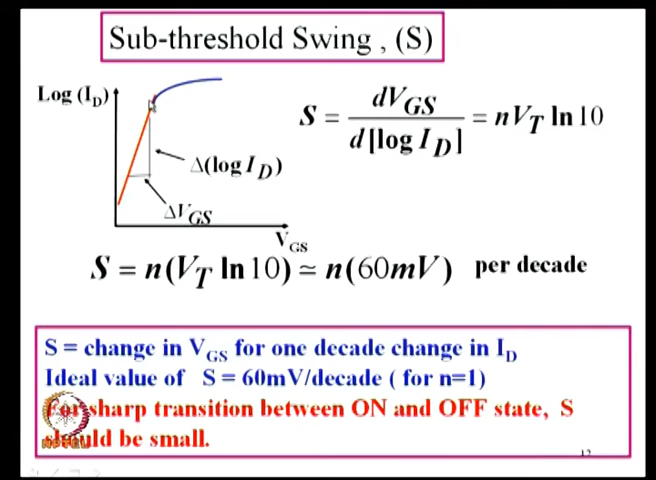 Sub-threshold Swing , (S)
Log (I_D)
S = dV_GS / d[log I_D] = nV_T ln 10
Δ(log I_D)
ΔV_GS
V_GS
S = n(V_T ln 10) ≃ n(60mV) per decade
S = change in V_GS for one decade change in I_D
Ideal value of S = 60mV/decade ( for n=1)
For sharp transition between ON and OFF state, S
should be small.